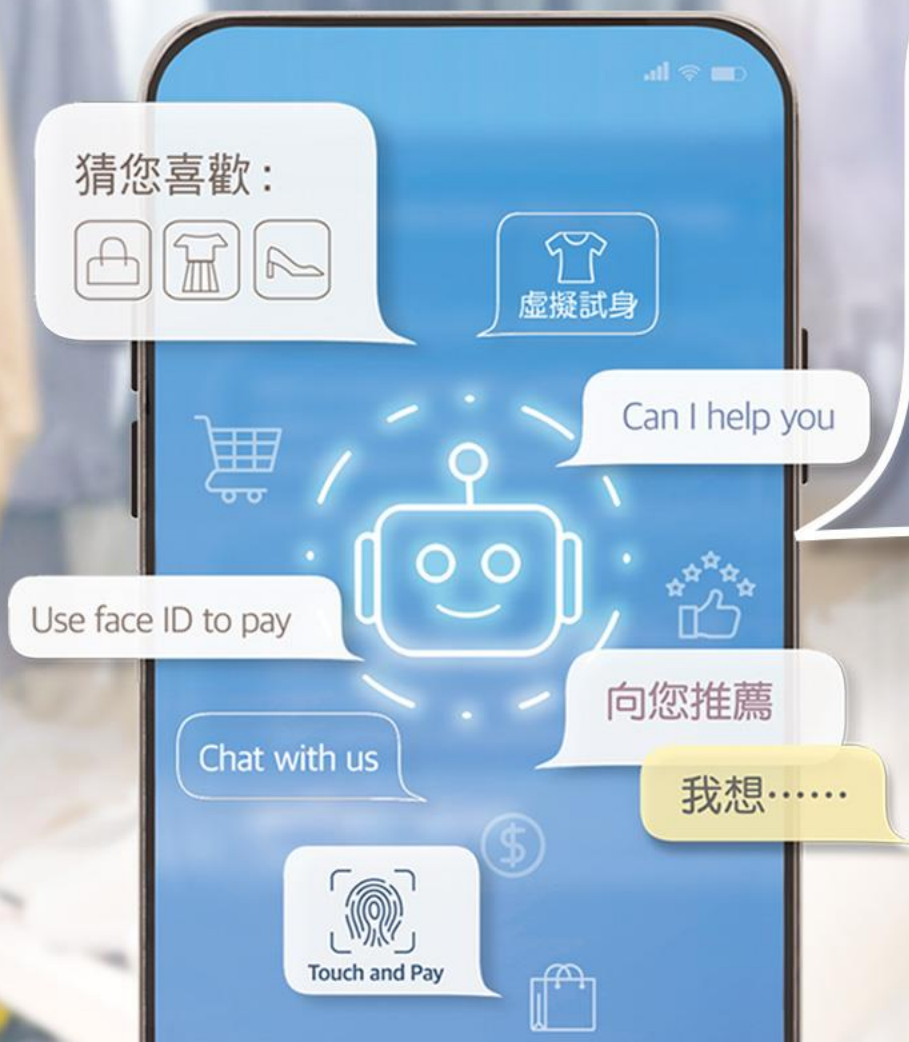 猜您喜歡：
虛擬試身
Can I help you
Use face ID to pay
向您推薦
Chat with us
我想……
Touch and Pay